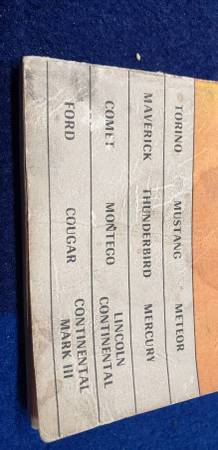 TORINO MUSTANG METEOR
MAVERICK THUNDERBIRD MERCURY
COMET MONTEGO LINCOLN
CONTINENTAL
FORD COUGAR CONTINENTAL
MARK III